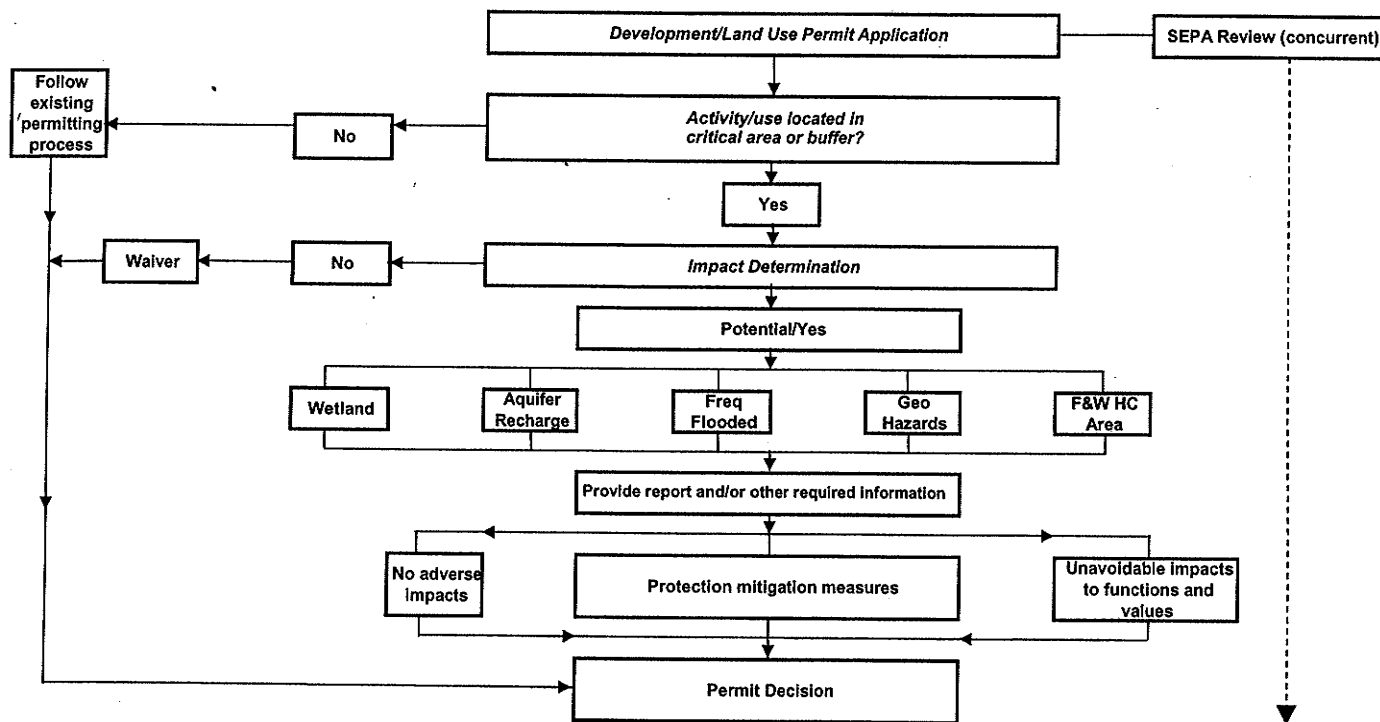 Development/Land Use Permit Application
SEPA Review (concurrent)
Follow
existing
permitting
process
No
Activity/use located in
critical area or buffer?
Yes
Waiver
No
Impact Determination
Potential/Yes
Wetland
Aquifer
Recharge
Freq
Flooded
Geo
Hazards
F&W HC
Area
Provide report and/or other required information
No adverse
impacts
Protection mitigation measures
Unavoidable impacts
to functions and
values
Permit Decision